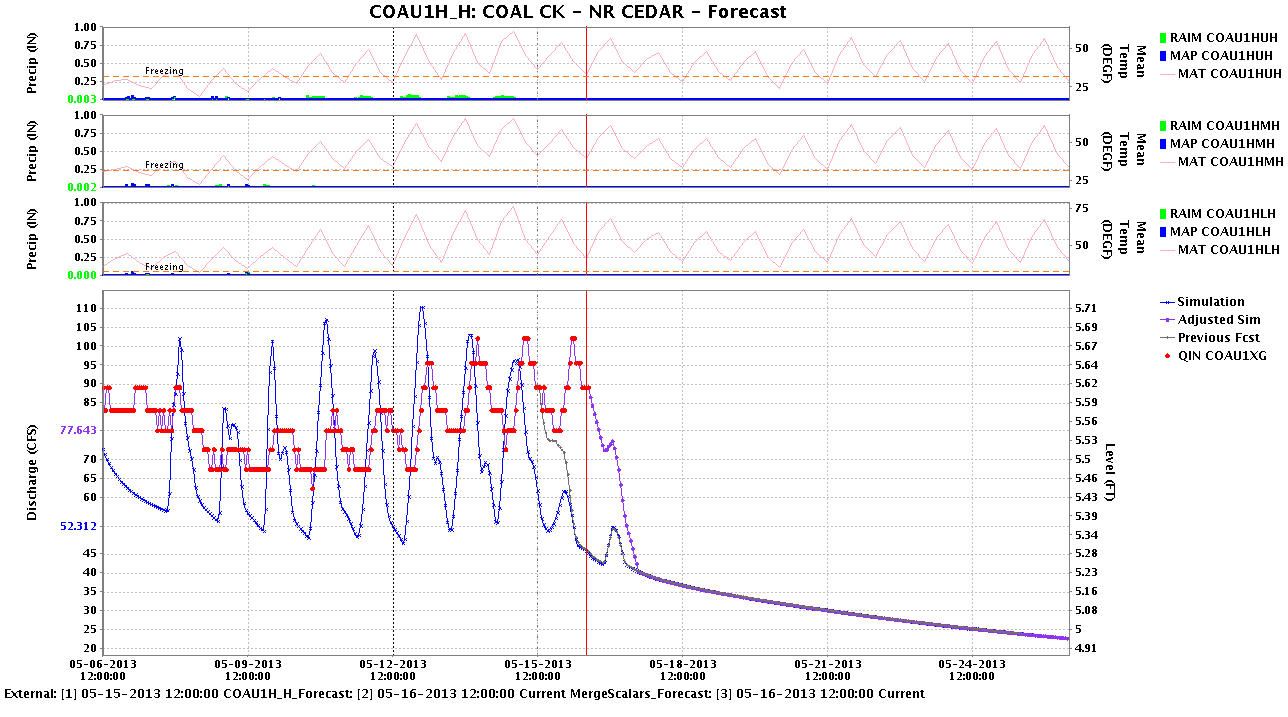 COAU1H_H: COAL CK - NR CEDAR - Forecast
Precip (IN)
1.00
0.75
0.50
0.25
0.003
Freezing
50
25
Mean
Temp
(DEGF)
RAIM COAU1HUH
MAP COAU1HUH
MAT COAU1HUH
Precip (IN)
1.00
0.75
0.50
0.25
0.002
Freezing
50
25
Mean
Temp
(DEGF)
RAIM COAU1HMH
MAP COAU1HMH
MAT COAU1HMH
Precip (IN)
1.00
0.75
0.50
0.25
0.000
Freezing
75
50
Mean
Temp
(DEGF)
RAIM COAU1HLH
MAP COAU1HLH
MAT COAU1HLH
Discharge (CFS)
110
105
100
95
90
85
77.643
70
65
60
52.312
45
40
35
30
25
20
5.71
5.69
5.67
5.64
5.62
5.59
5.56
5.53
5.5
5.46
5.43
5.39
5.34
5.28
5.23
5.16
5.08
5
4.91
Level (FT)
Simulation
Adjusted Sim
Previous Fcst
QIN COAU1XG
05-06-2013 05-09-2013 05-12-2013 05-15-2013 05-18-2013 05-21-2013 05-24-2013
12:00:00 12:00:00 12:00:00 12:00:00 12:00:00 12:00:00 12:00:00
External: [1] 05-15-2013 12:00:00 COAU1H_H_Forecast: [2] 05-16-2013 12:00:00 Current MergeScalars_Forecast: [3] 05-16-2013 12:00:00 Current